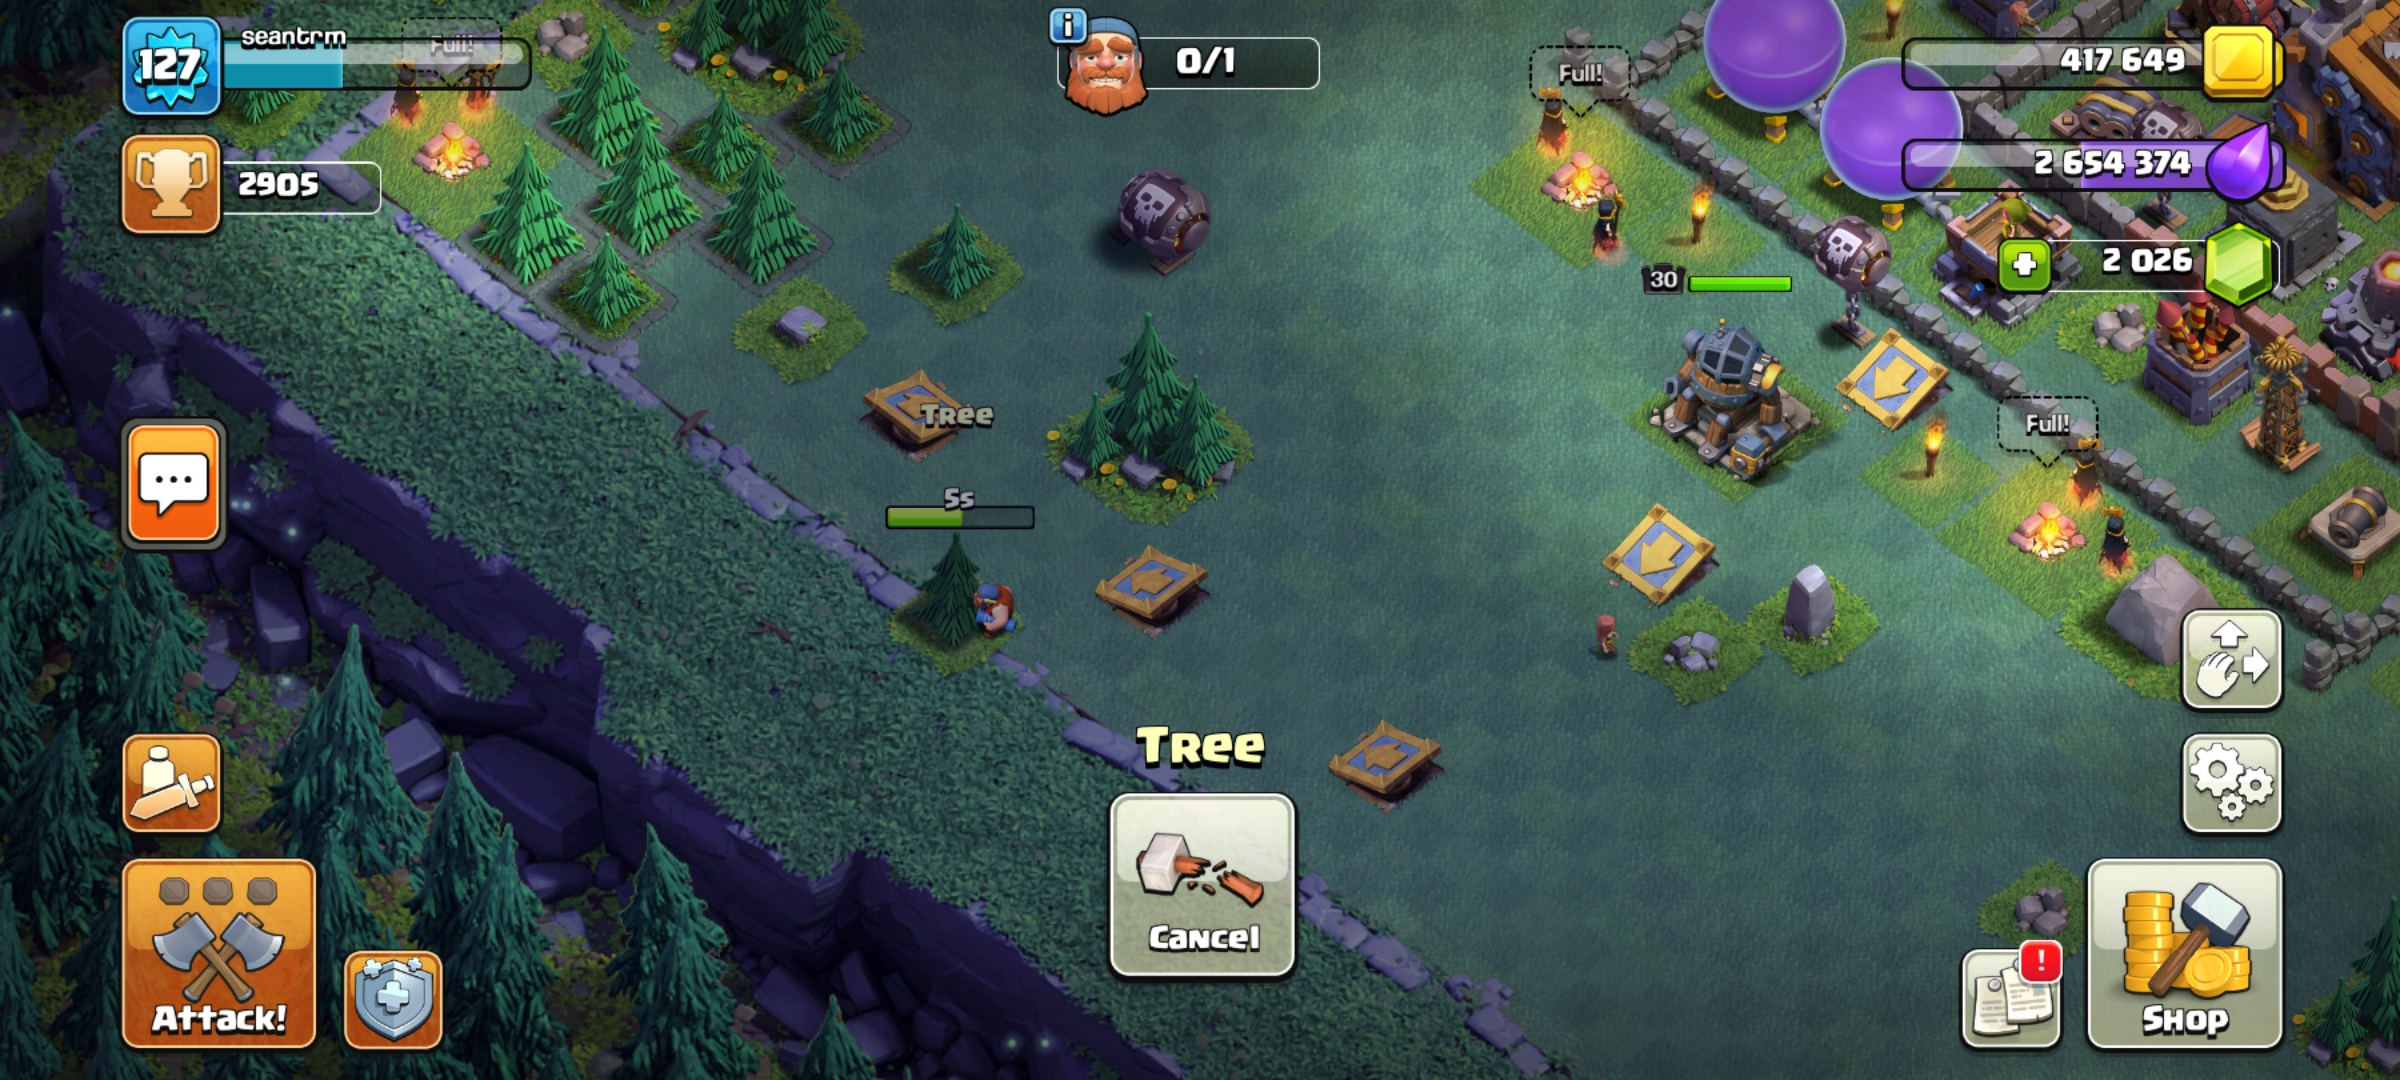 127
seantrm
Full!
0/1
Full!
417 649
2905
2 654 374
2 026
30
Tree
Full!
5s
Tree
Cancel
Attack!
!
Shop